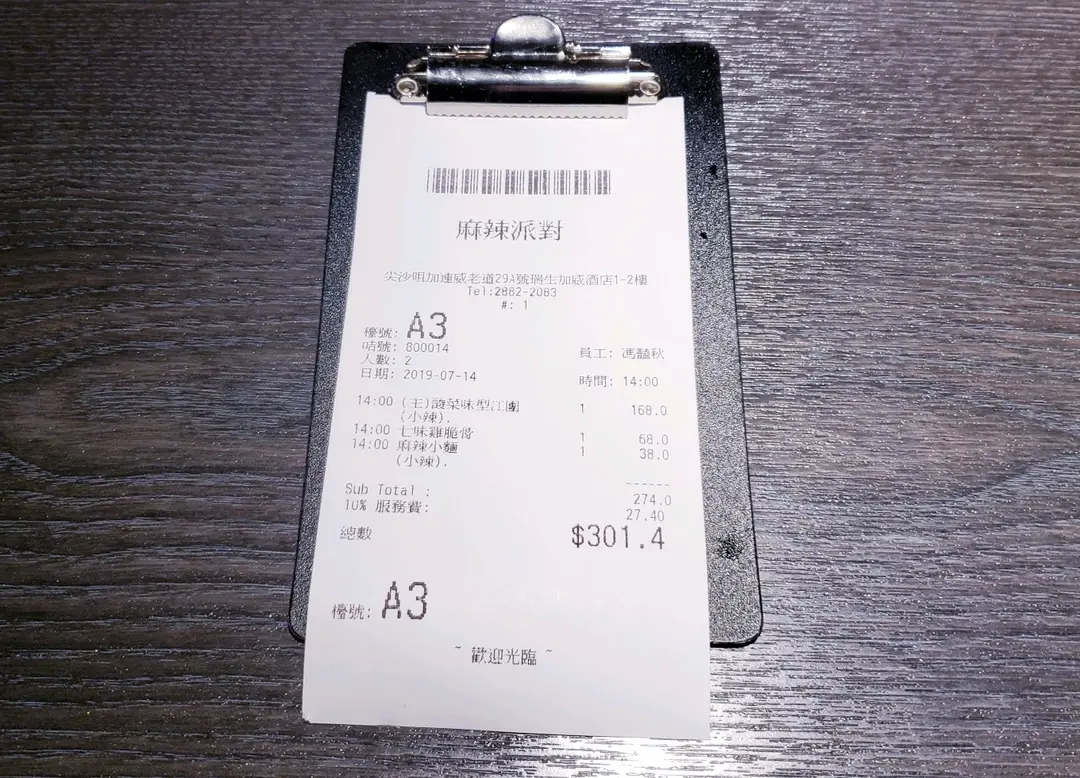 麻辣派對
尖沙咀加連威老道29A號瑞生加威酒店1-2樓
Tel:2882-2083
#: 1
檯號: A3
咭號: 800014
人數: 2
員工: 馮豔秋
日期: 2019-07-14 時間: 14:00
14:00 (主)酸菜味型江團 1 168.0
(小辣).
14:00 七味雞脆骨 1 68.0
14:00 麻辣小麵 1 38.0
(小辣).
------
Sub Total : 274.0
10% 服務費: 27.40
總數 $301.4
檯號: A3
~ 歡迎光臨 ~